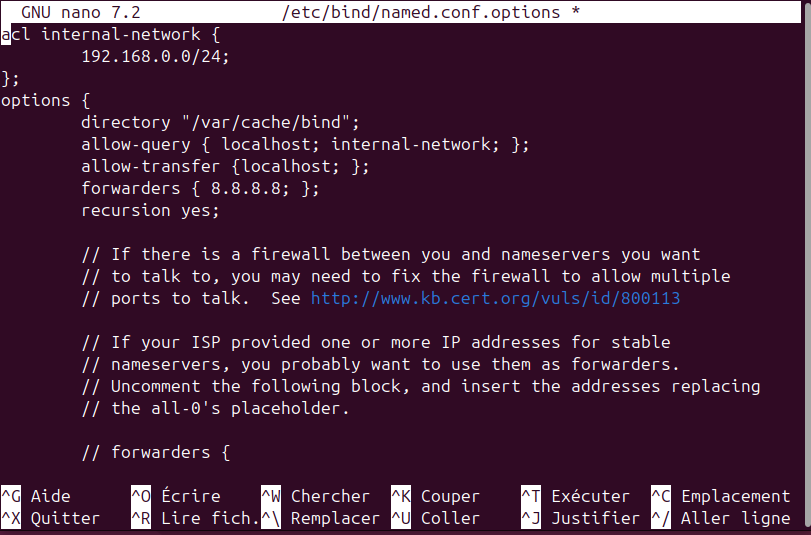 GNU nano 7.2 /etc/bind/named.conf.options *
acl internal-network {
192.168.0.0/24;
};
options {
directory "/var/cache/bind";
allow-query { localhost; internal-network; };
allow-transfer {localhost; };
forwarders { 8.8.8.8; };
recursion yes;
// If there is a firewall between you and nameservers you want
// to talk to, you may need to fix the firewall to allow multiple
// ports to talk.  See http://www.kb.cert.org/vuls/id/800113
// If your ISP provided one or more IP addresses for stable
// nameservers, you probably want to use them as forwarders.
// Uncomment the following block, and insert the addresses replacing
// the all-0's placeholder.
// forwarders {
^G Aide ^O Écrire ^W Chercher ^K Couper ^T Exécuter ^C Emplacement
^X Quitter ^R Lire fich. ^\ Remplacer ^U Coller ^J Justifier ^/ Aller ligne